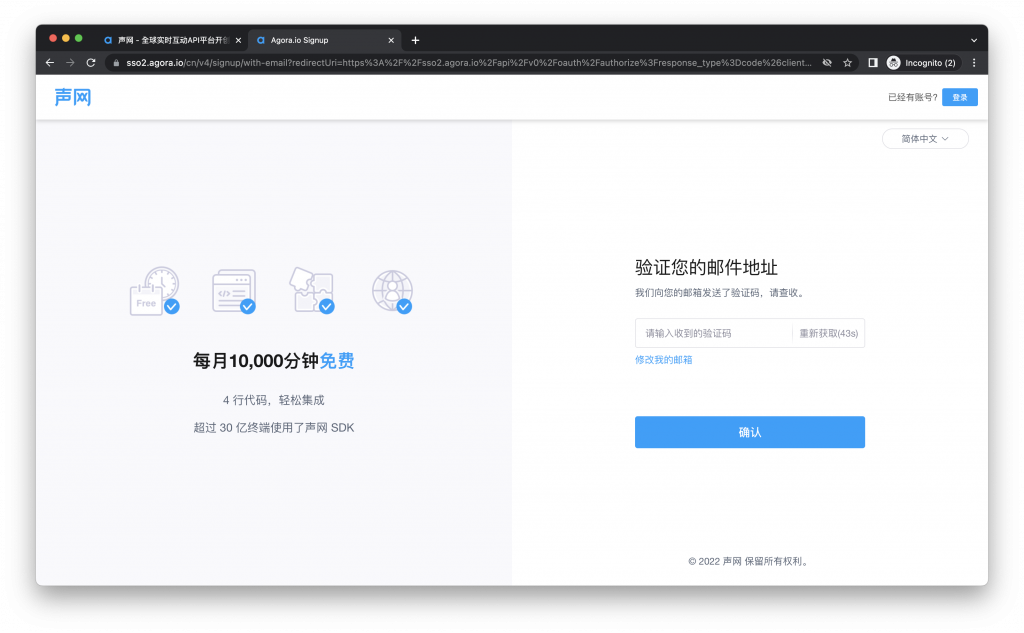 声网 - 全球实时互动API平台开创
Agora.io Signup
sso2.agora.io/cn/v4/signup/with-email?redirectUri=https%3A%2F%2Fsso2.agora.io%2Fapi%2Fv0%2Foauth%2Fauthorize%3Fresponse_type%3Dcode%26client...
Incognito (2)
声网
已经有账号? 登录
简体中文
Free
</>
每月10,000分钟免费
4 行代码，轻松集成
超过 30 亿终端使用了声网 SDK
验证您的邮件地址
我们向您的邮箱发送了验证码，请查收。
请输入收到的验证码 重新获取(43s)
修改我的邮箱
确认
© 2022 声网 保留所有权利。